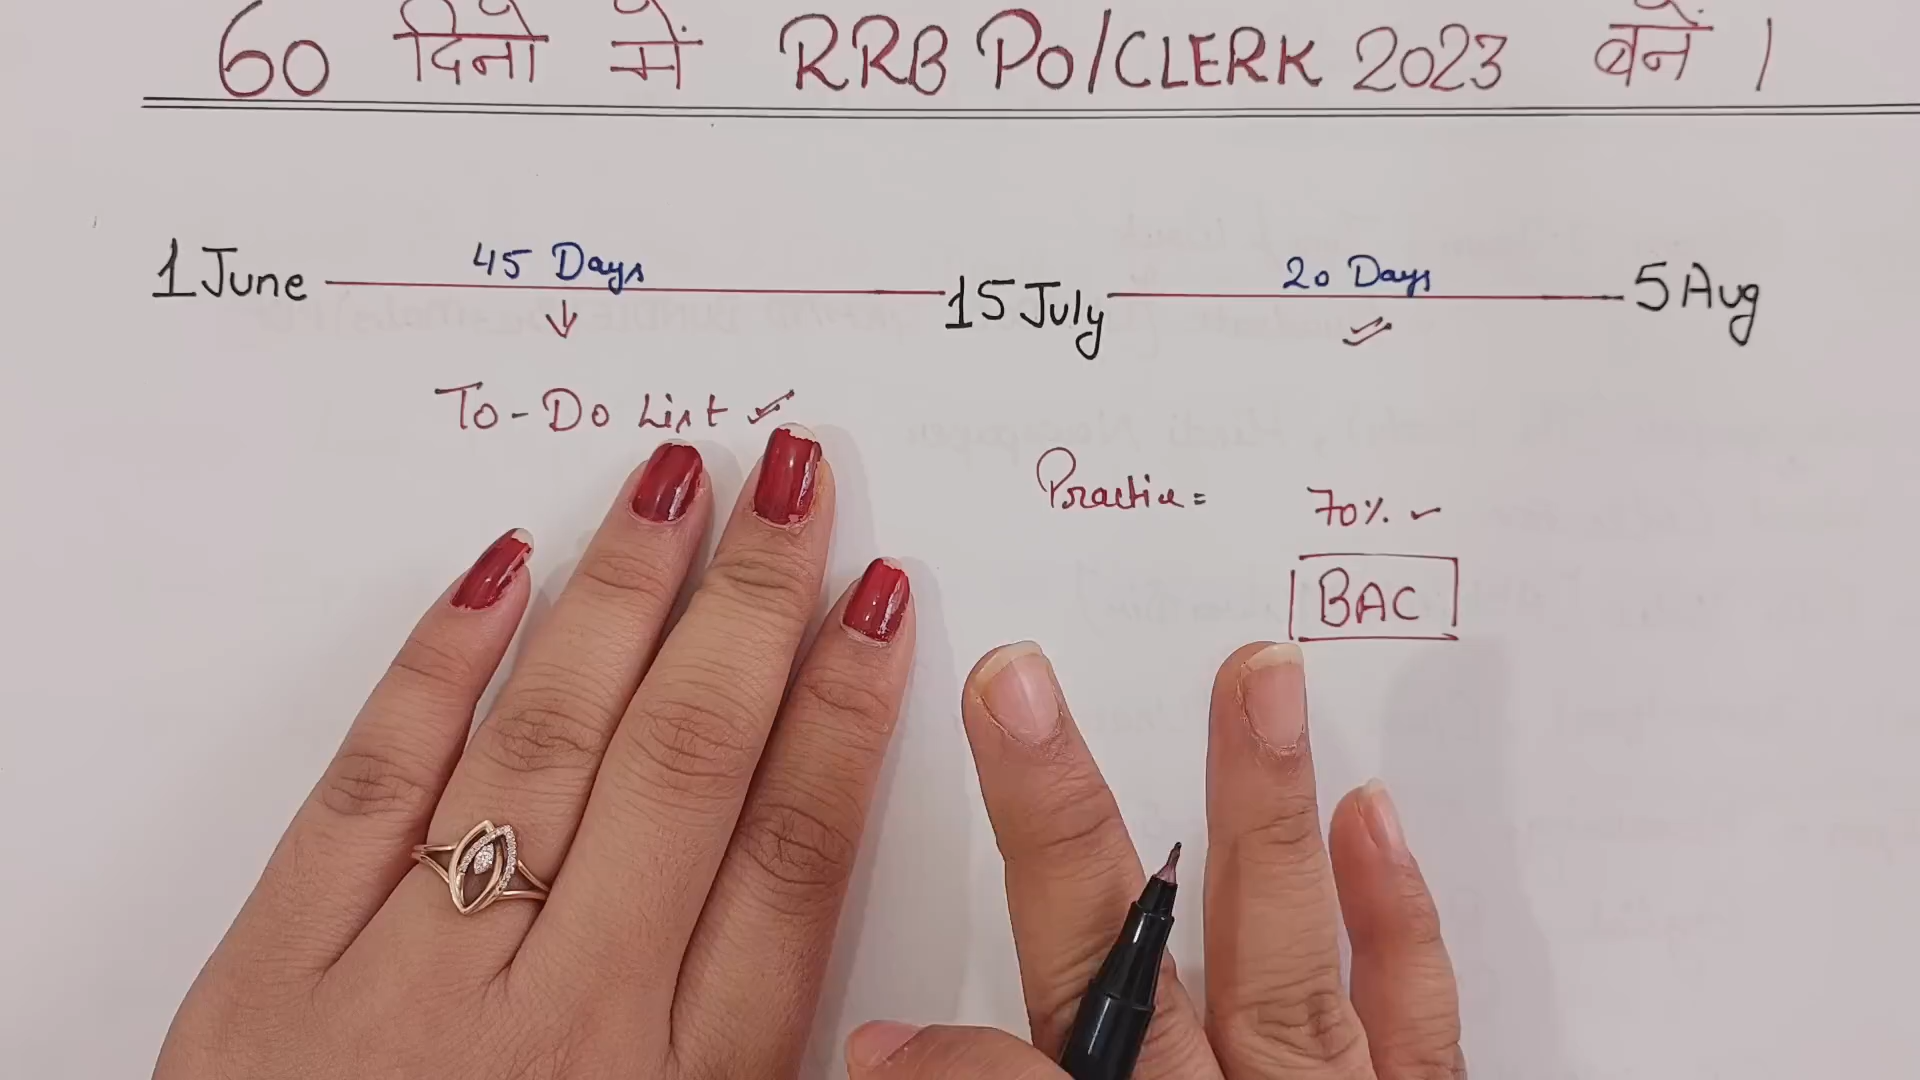 60 दिनो में RRB PO/CLERK 2023 बनें ।
45 Days
20 Days
1 June
15 July
5 Aug
To-Do List
Practice =
70%
BAC